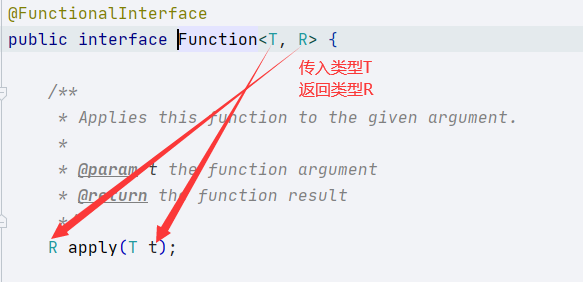 @FunctionalInterface
public interface Function<T, R> {
传入类型T
返回类型R
/**
* Applies this function to the given argument.
*
* @param t the function argument
* @return the function result
*
R apply(T t);